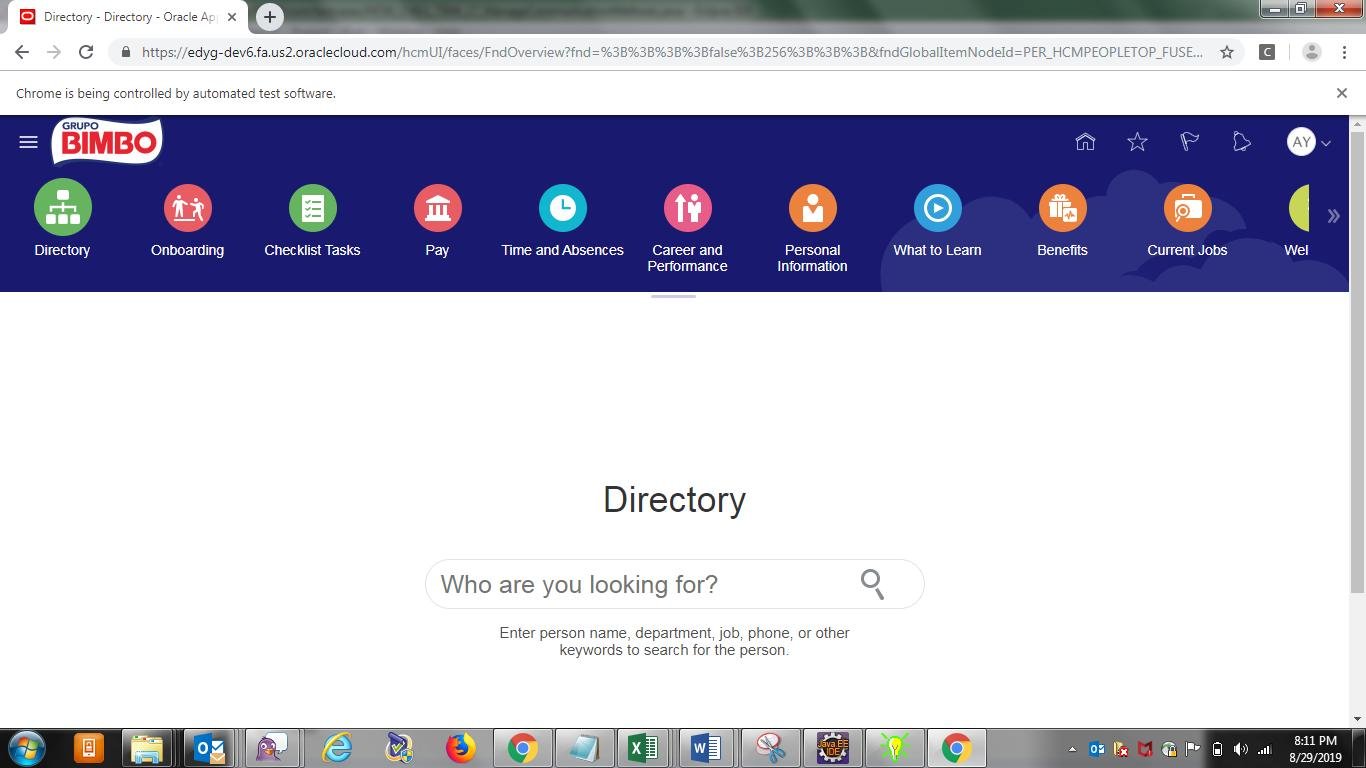 Directory - Directory - Oracle Ap
https://edyg-dev6.fa.us2.oraclecloud.com/hcmUI/faces/FndOverview?fnd=%3B%3B%3B%3Bfalse%3B256%3B%3B%3B&fndGlobalItemNodeId=PER_HCMPEOPLETOP_FUSE...
C
Chrome is being controlled by automated test software.
GRUPO
BIMBO
AY
Directory
Onboarding
Checklist Tasks
Pay
Time and Absences
Career and
Performance
Personal
Information
What to Learn
Benefits
Current Jobs
Wel
Directory
Who are you looking for?
Enter person name, department, job, phone, or other
keywords to search for the person.
Java EE
IDE
8:11 PM
8/29/2019